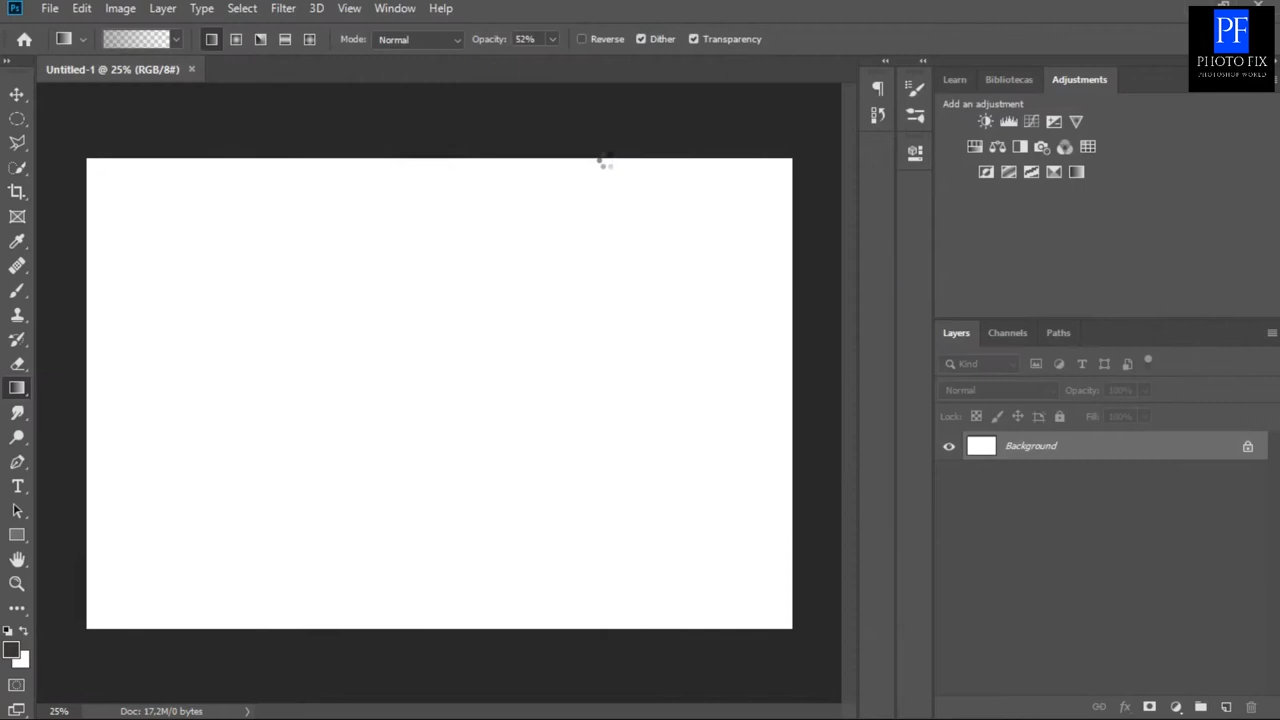 Ps File Edit Image Layer Type Select Filter 3D View Window Help
Mode: Normal Opacity: 52% Reverse Dither Transparency
PF
PHOTO FIX
PHOTOSHOP WORLD
Untitled-1 @ 25% (RGB/8#) ×
Learn Bibliotecas Adjustments
Add an adjustment
Layers Channels Paths
Kind
Normal Opacity: 100%
Lock: Fill: 100%
Background
25% Doc: 17,2M/0 bytes